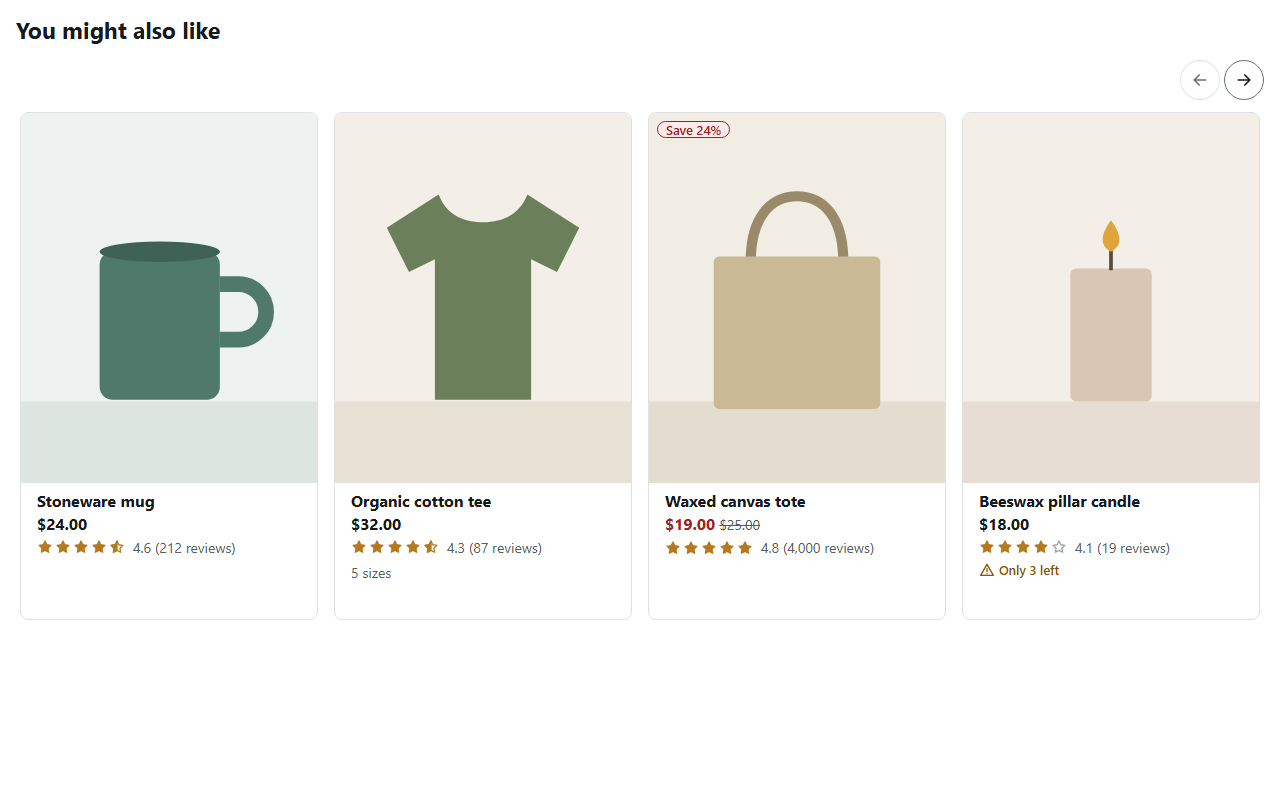 You might also like
Save 24%
Stoneware mug
$24.00
4.6 (212 reviews)
Organic cotton tee
$32.00
4.3 (87 reviews)
5 sizes
Waxed canvas tote
$19.00 $25.00
4.8 (4,000 reviews)
Beeswax pillar candle
$18.00
4.1 (19 reviews)
Only 3 left